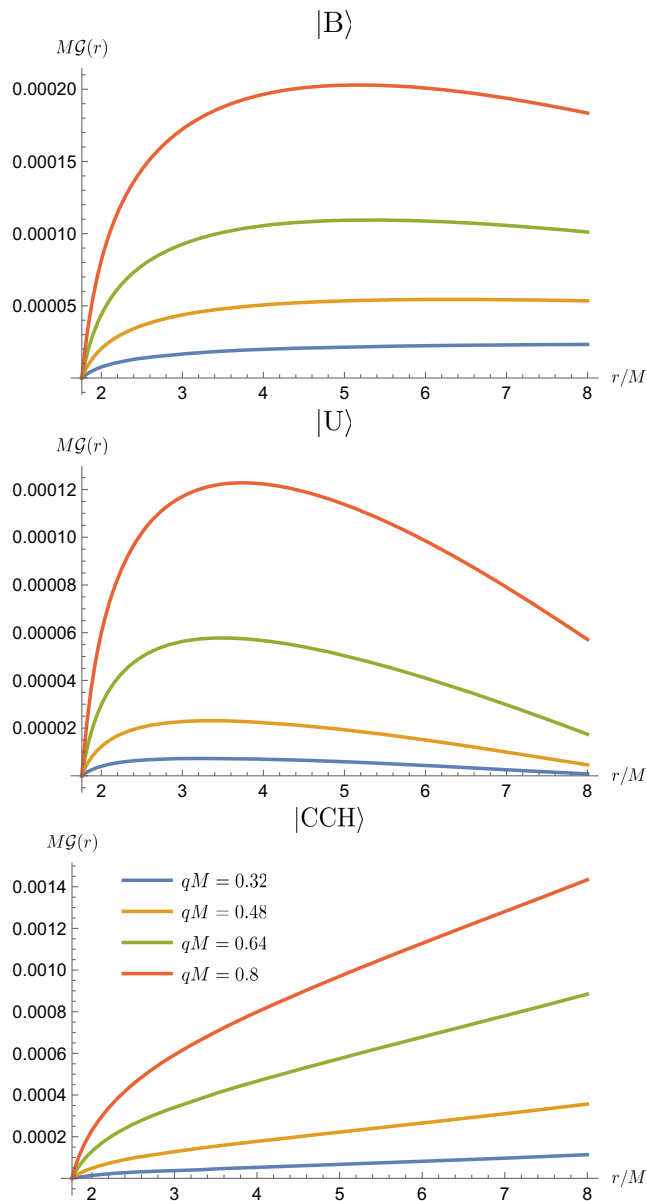 |B⟩
M𝒢(r)
0.00020
0.00015
0.00010
0.00005
2 3 4 5 6 7 8 r/M
|U⟩
M𝒢(r)
0.00012
0.00010
0.00008
0.00006
0.00004
0.00002
2 3 4 5 6 7 8 r/M
|CCH⟩
M𝒢(r)
0.0014
0.0012
0.0010
0.0008
0.0006
0.0004
0.0002
qM = 0.32
qM = 0.48
qM = 0.64
qM = 0.8
2 3 4 5 6 7 8 r/M